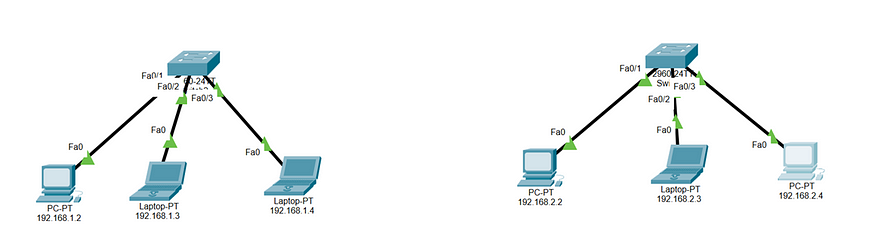 Fa0/1
Fa0/2
Fa0/3
Fa0
Fa0
Fa0
PC-PT
192.168.1.2
Laptop-PT
192.168.1.3
Laptop-PT
192.168.1.4
Fa0/1
Fa0/3
Fa0/2
Fa0
Fa0
Fa0
PC-PT
192.168.2.2
Laptop-PT
192.168.2.3
PC-PT
192.168.2.4